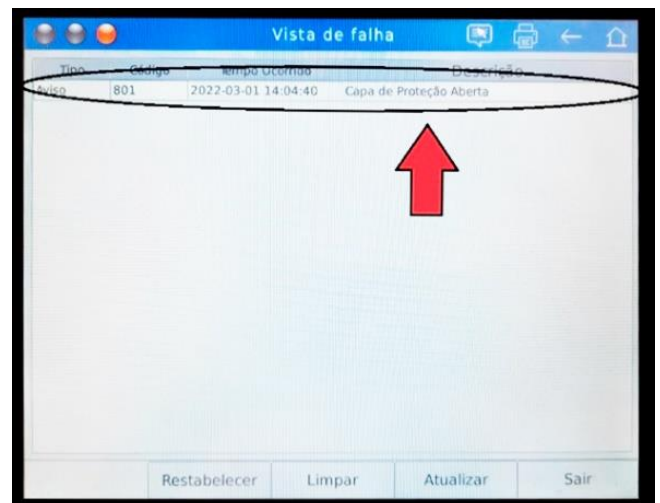 Vista de falha
Tipo Código Tempo Ocorrido Descrição
Aviso 801 2022-03-01 14:04:40 Capa de Proteção Aberta
Restabelecer Limpar Atualizar Sair